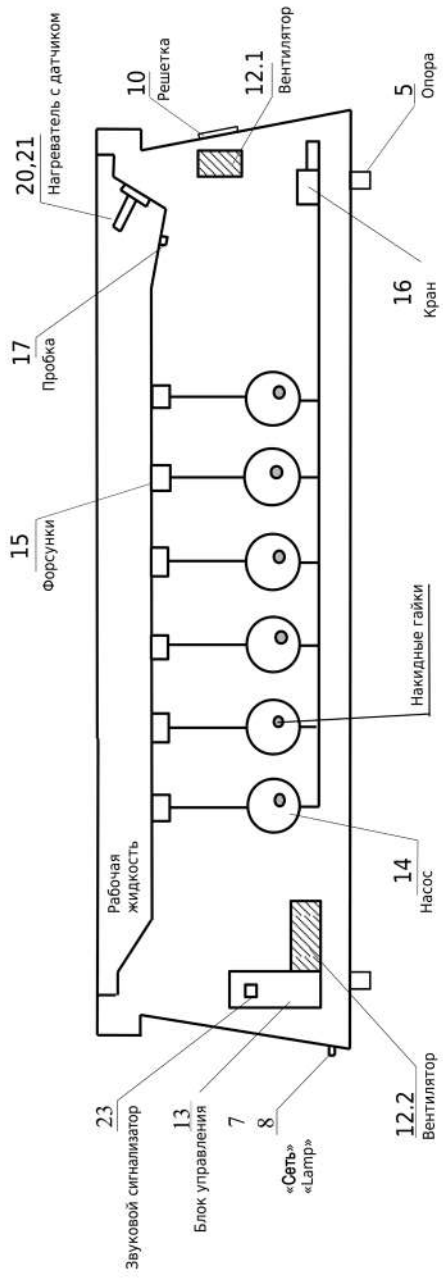 20,21
Нагреватель с датчиком
10
Решетка
12.1
Вентилятор
5
Опора
16
Кран
17
Пробка
15
Форсунки
Накидные гайки
14
Насос
Рабочая
жидкость
23
Звуковой сигнализатор
13
Блок управления
7
8
«Сеть»
«Lamp»
12.2
Вентилятор